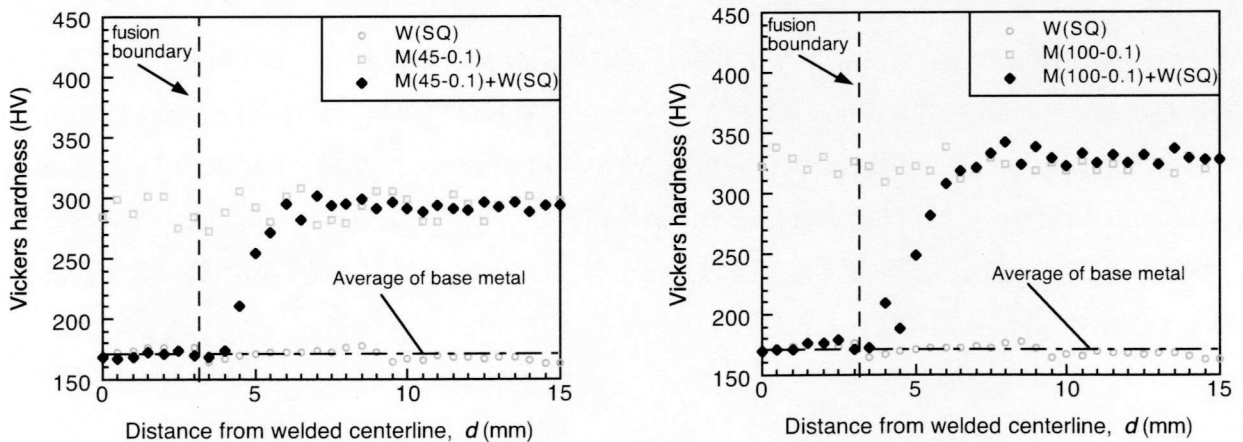 450
400
350
300
250
200
150
0
5
10
15
Vickers hardness (HV)
Distance from welded centerline, d (mm)
fusion
boundary
W(SQ)
M(45-0.1)
M(45-0.1)+W(SQ)
Average of base metal
450
400
350
300
250
200
150
0
5
10
15
Vickers hardness (HV)
Distance from welded centerline, d (mm)
fusion
boundary
W(SQ)
M(100-0.1)
M(100-0.1)+W(SQ)
Average of base metal